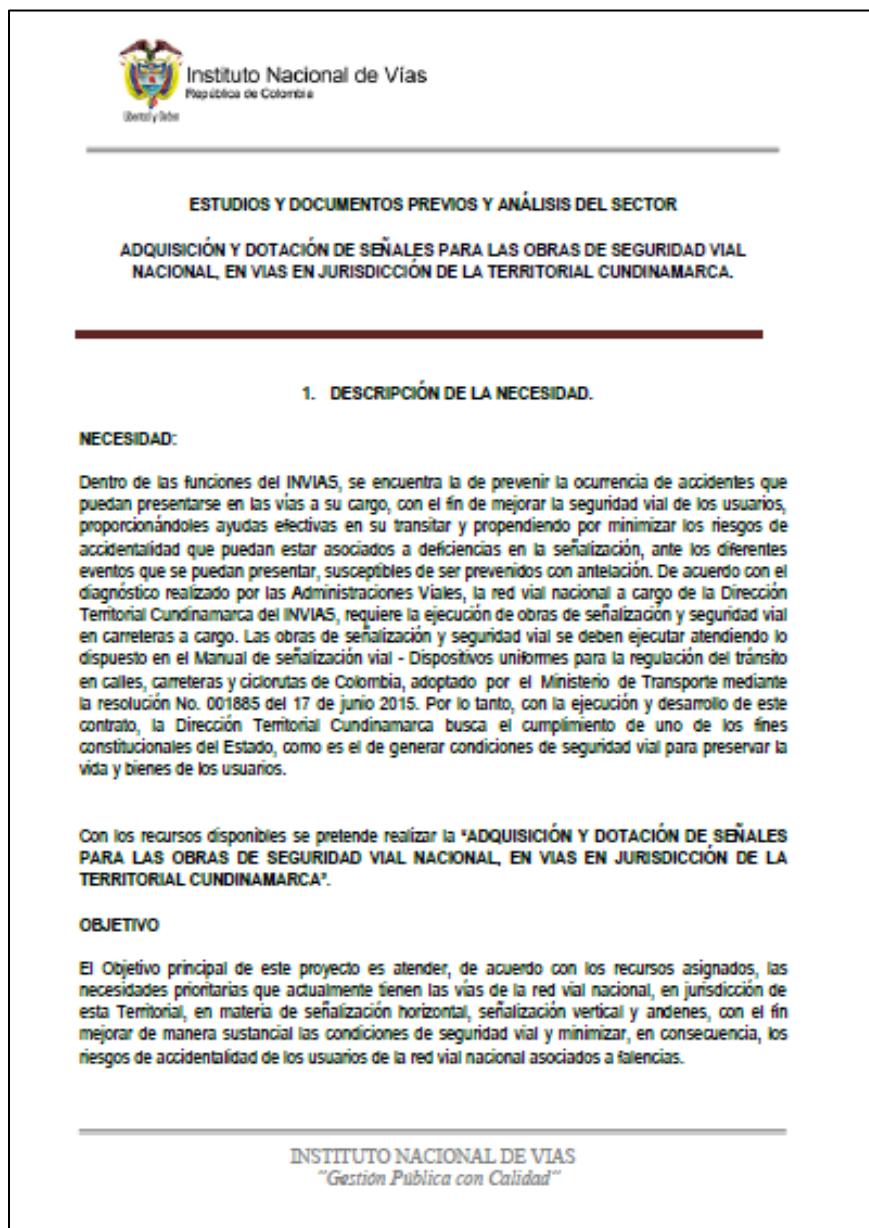 Instituto Nacional de Vías
República de Colombia
Libertad y Orden
ESTUDIOS Y DOCUMENTOS PREVIOS Y ANÁLISIS DEL SECTOR
ADQUISICIÓN Y DOTACIÓN DE SEÑALES PARA LAS OBRAS DE SEGURIDAD VIAL
NACIONAL, EN VIAS EN JURISDICCIÓN DE LA TERRITORIAL CUNDINAMARCA.
1. DESCRIPCIÓN DE LA NECESIDAD.
NECESIDAD:
Dentro de las funciones del INVIAS, se encuentra la de prevenir la ocurrencia de accidentes que
puedan presentarse en las vías a su cargo, con el fin de mejorar la seguridad vial de los usuarios,
proporcionándoles ayudas efectivas en su transitar y propendiendo por minimizar los riesgos de
accidentalidad que puedan estar asociados a deficiencias en la señalización, ante los diferentes
eventos que se puedan presentar, susceptibles de ser prevenidos con antelación. De acuerdo con el
diagnóstico realizado por las Administraciones Viales, la red vial nacional a cargo de la Dirección
Territorial Cundinamarca del INVIAS, requiere la ejecución de obras de señalización y seguridad vial
en carreteras a cargo. Las obras de señalización y seguridad vial se deben ejecutar atendiendo lo
dispuesto en el Manual de señalización vial - Dispositivos uniformes para la regulación del tránsito
en calles, carreteras y ciclorutas de Colombia, adoptado por el Ministerio de Transporte mediante
la resolución No. 001885 del 17 de junio 2015. Por lo tanto, con la ejecución y desarrollo de este
contrato, la Dirección Territorial Cundinamarca busca el cumplimiento de uno de los fines
constitucionales del Estado, como es el de generar condiciones de seguridad vial para preservar la
vida y bienes de los usuarios.
Con los recursos disponibles se pretende realizar la "ADQUISICIÓN Y DOTACIÓN DE SEÑALES
PARA LAS OBRAS DE SEGURIDAD VIAL NACIONAL, EN VIAS EN JURISDICCIÓN DE LA
TERRITORIAL CUNDINAMARCA".
OBJETIVO
El Objetivo principal de este proyecto es atender, de acuerdo con los recursos asignados, las
necesidades prioritarias que actualmente tienen las vías de la red vial nacional, en jurisdicción de
esta Territorial, en materia de señalización horizontal, señalización vertical y andenes, con el fin
mejorar de manera sustancial las condiciones de seguridad vial y minimizar, en consecuencia, los
riesgos de accidentalidad de los usuarios de la red vial nacional asociados a falencias.
INSTITUTO NACIONAL DE VIAS
"Gestión Pública con Calidad"